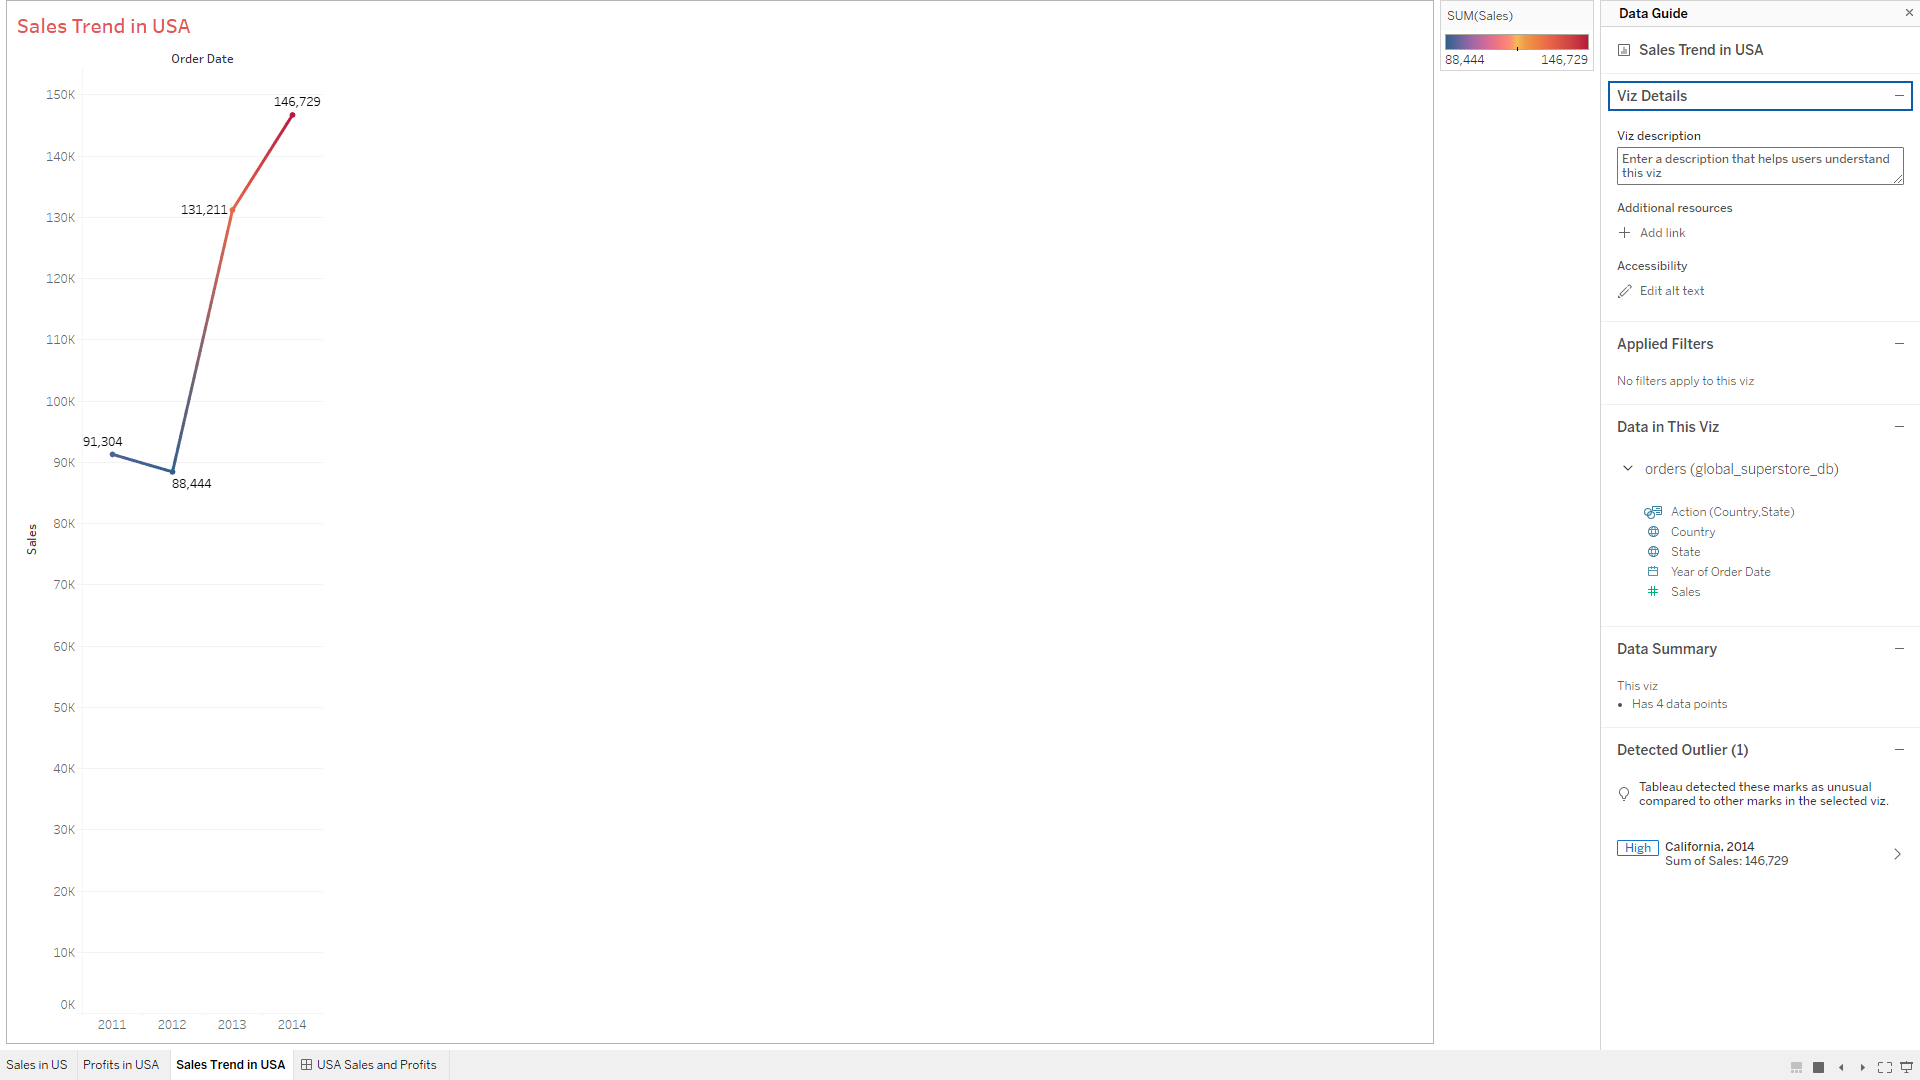 Sales Trend in USA
Order Date
150K
140K
130K
120K
110K
100K
90K
80K
70K
60K
50K
40K
30K
20K
10K
0K
Sales
91,304
88,444
131,211
146,729
2011
2012
2013
2014
SUM(Sales)
88,444
146,729
Data Guide
Sales Trend in USA
Viz Details
Viz description
Enter a description that helps users understand
this viz
Additional resources
Add link
Accessibility
Edit alt text
Applied Filters
No filters apply to this viz
Data in This Viz
orders (global_superstore_db)
Action (Country,State)
Country
State
Year of Order Date
Sales
Data Summary
This viz
• Has 4 data points
Detected Outlier (1)
Tableau detected these marks as unusual
compared to other marks in the selected viz.
High
California, 2014
Sum of Sales: 146,729
Sales in US
Profits in USA
Sales Trend in USA
USA Sales and Profits